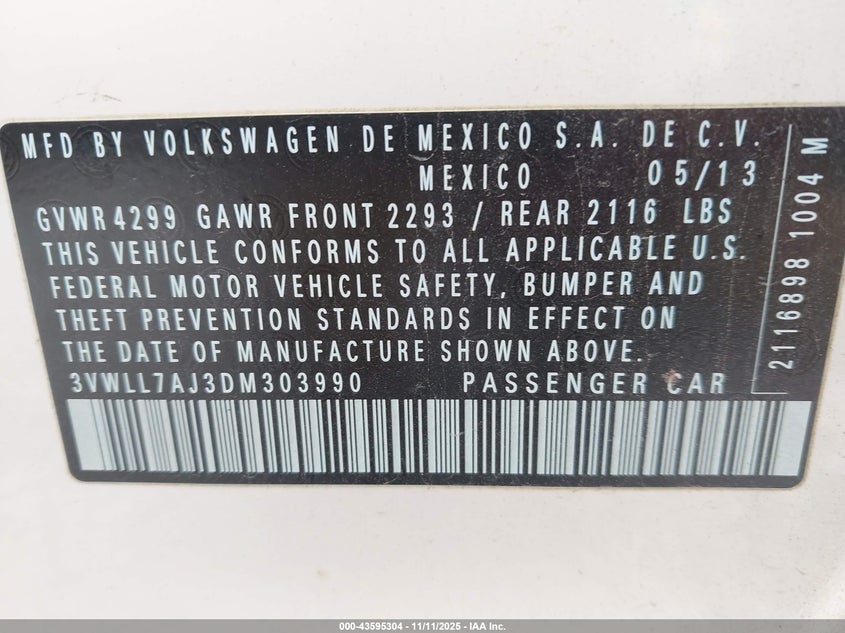 MFD BY VOLKSWAGEN DE MEXICO S.A. DE C.V.
MEXICO 05/13
GVWR 4299 GAWR FRONT 2293 / REAR 2116 LBS
THIS VEHICLE CONFORMS TO ALL APPLICABLE U.S.
FEDERAL MOTOR VEHICLE SAFETY, BUMPER AND
THEFT PREVENTION STANDARDS IN EFFECT ON
THE DATE OF MANUFACTURE SHOWN ABOVE.
3VWLL7AJ3DM303990 PASSENGER CAR
2116898 1004 M
000-43595304 - 11/11/2025 - IAA Inc.